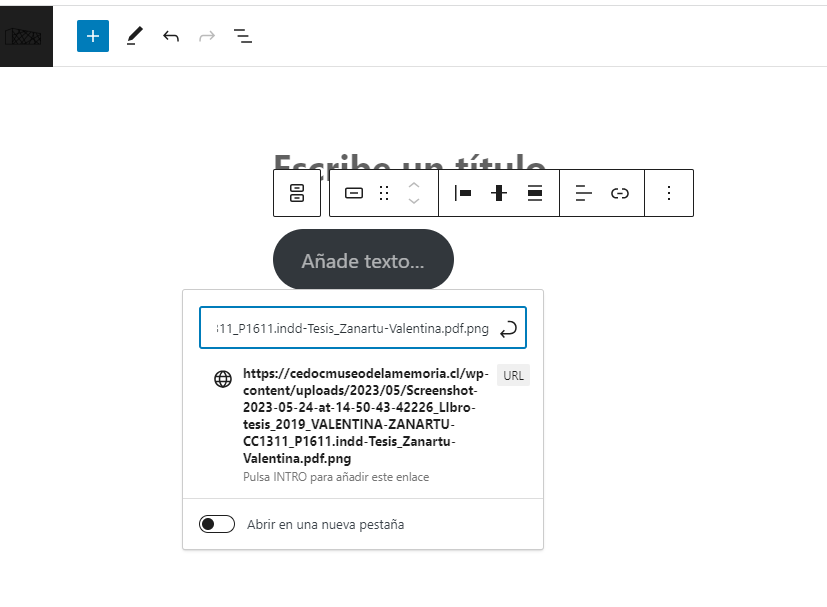 Escribe un título
Añade texto...
311_P1611.indd-Tesis_Zanartu-Valentina.pdf.png
https://cedocmuseodelamemoria.cl/wp-
content/uploads/2023/05/Screenshot-
2023-05-24-at-14-50-43-42226_LIbro-
tesis_2019_VALENTINA-ZANARTU-
CC1311_P1611.indd-Tesis_Zanartu-
Valentina.pdf.png
URL
Pulsa INTRO para añadir este enlace
Abrir en una nueva pestaña